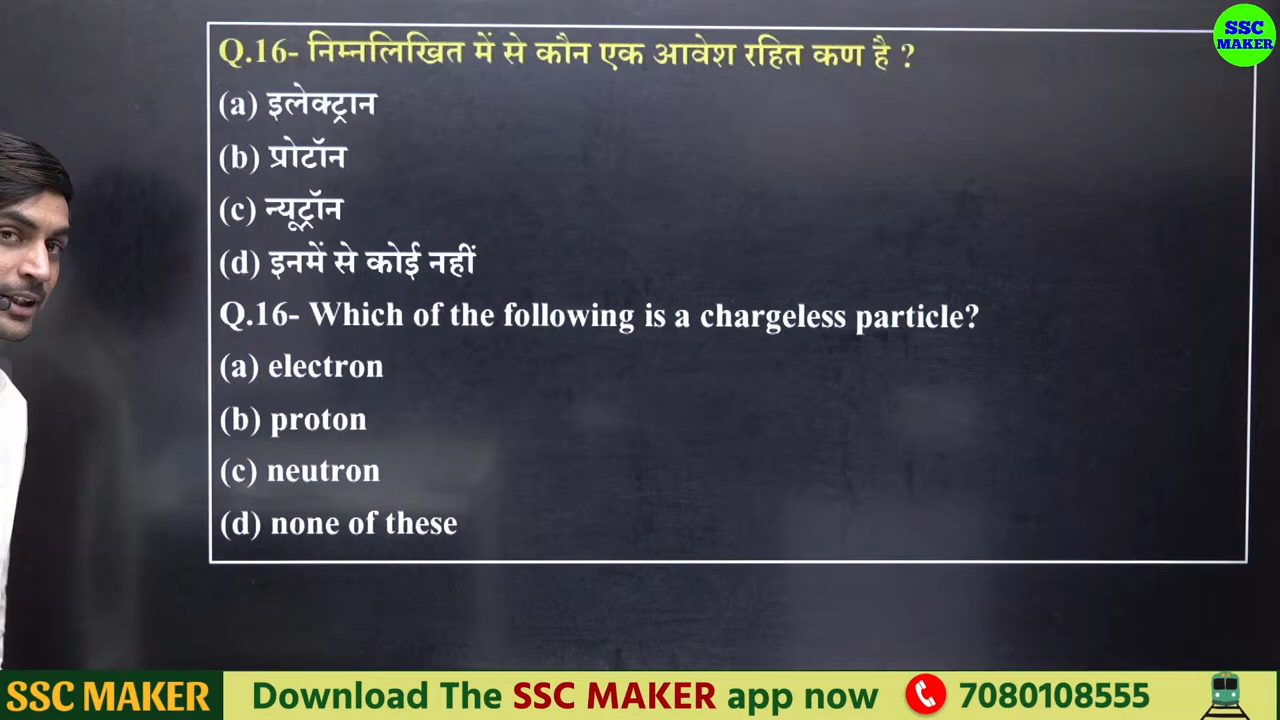 SSC
MAKER
Q.16- निम्नलिखित में से कौन एक आवेश रहित कण है ?
(a) इलेक्ट्रान
(b) प्रोटॉन
(c) न्यूट्रॉन
(d) इनमें से कोई नहीं
Q.16- Which of the following is a chargeless particle?
(a) electron
(b) proton
(c) neutron
(d) none of these
SSC MAKER Download The SSC MAKER app now 7080108555